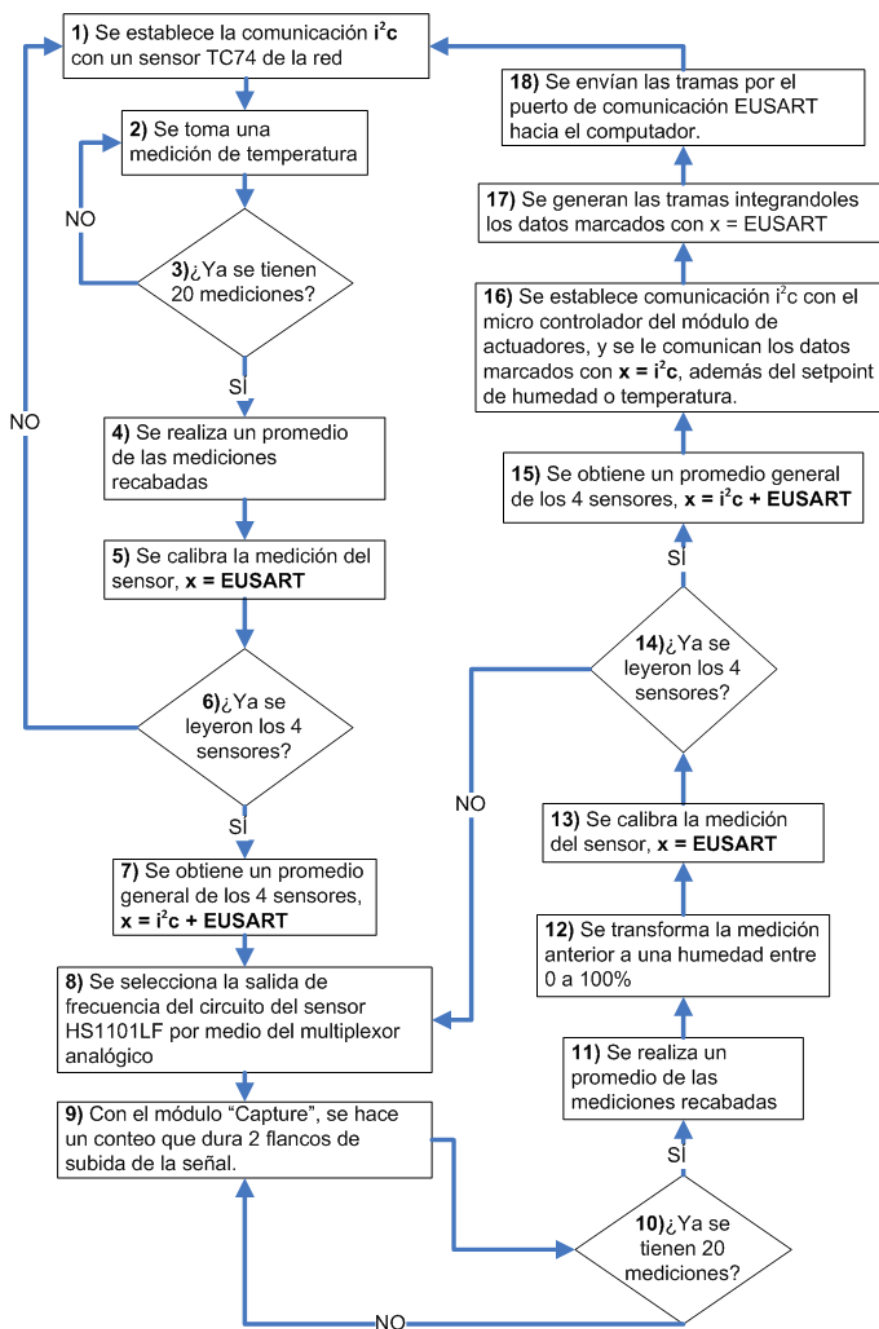 1) Se establece la comunicación i²c
con un sensor TC74 de la red
2) Se toma una
medición de temperatura
NO
3)¿Ya se tienen
20 mediciones?
SÍ
NO
4) Se realiza un promedio
de las mediciones
recabadas
5) Se calibra la medición del
sensor, x = EUSART
6)¿Ya se
leyeron los 4
sensores?
SÍ
7) Se obtiene un promedio
general de los 4 sensores,
x = i²c + EUSART
8) Se selecciona la salida de
frecuencia del circuito del sensor
HS1101LF por medio del multiplexor
analógico
9) Con el módulo “Capture”, se hace
un conteo que dura 2 flancos de
subida de la señal.
10)¿Ya se
tienen 20
mediciones?
NO
SÍ
11) Se realiza un
promedio de las
mediciones recabadas
12) Se transforma la medición
anterior a una humedad entre
0 a 100%
13) Se calibra la medición
del sensor, x = EUSART
14)¿Ya se
leyeron los 4
sensores?
NO
SÍ
15) Se obtiene un promedio general
de los 4 sensores, x = i²c + EUSART
16) Se establece comunicación i²c con el
micro controlador del módulo de
actuadores, y se le comunican los datos
marcados con x = i²c, además del setpoint
de humedad o temperatura.
17) Se generan las tramas integrandoles
los datos marcados con x = EUSART
18) Se envían las tramas por el
puerto de comunicación EUSART
hacia el computador.